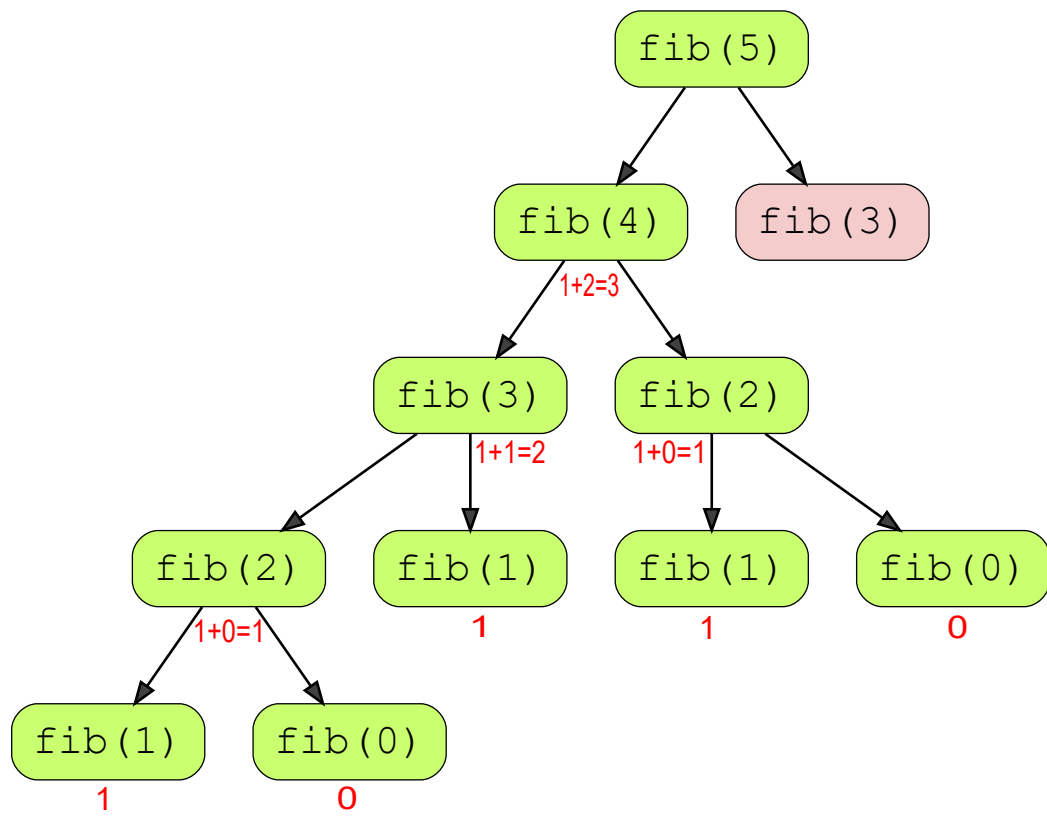 fib(5)
fib(4)
fib(3)
1+2=3
fib(3)
fib(2)
1+1=2
1+0=1
fib(2)
fib(1)
fib(1)
fib(0)
1+0=1
1
1
0
fib(1)
fib(0)
1
0